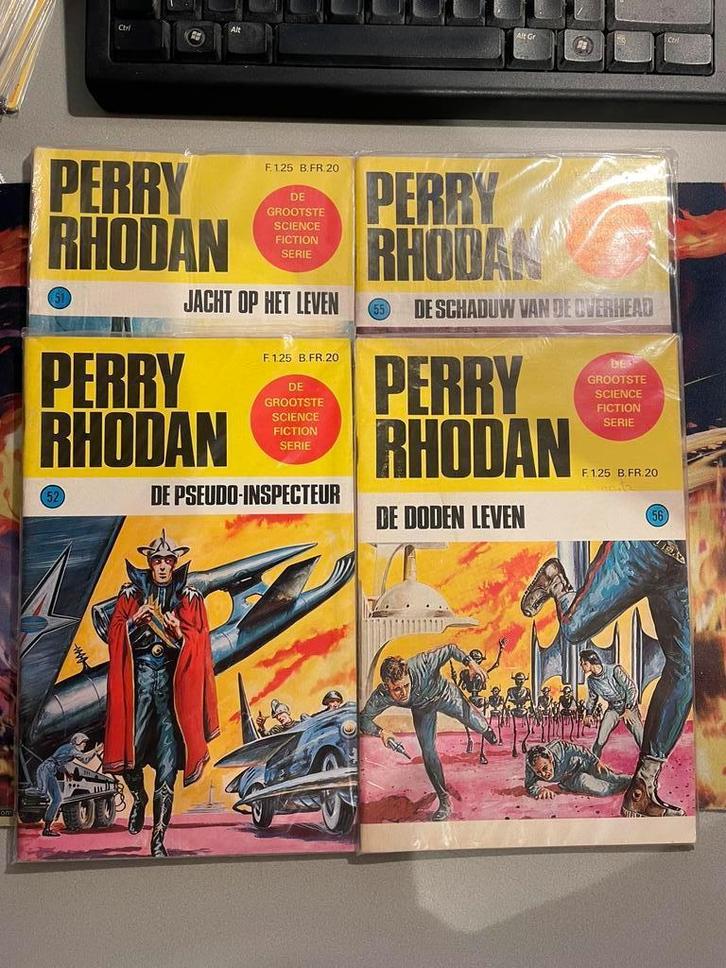 Ctrl
Alt
Alt Gr
Ctrl
PERRY
RHODAN
F.1.25 B.FR.20
DE
GROOTSTE
SCIENCE
FICTION
SERIE
51
JACHT OP HET LEVEN
PERRY
RHODAN
55
DE SCHADUW VAN DE OVERHEAD
PERRY
RHODAN
F.1.25 B.FR.20
DE
GROOTSTE
SCIENCE
FICTION
SERIE
52
DE PSEUDO-INSPECTEUR
PERRY
RHODAN
DE
GROOTSTE
SCIENCE
FICTION
SERIE
F.1.25 B.FR.20
DE DODEN LEVEN
56